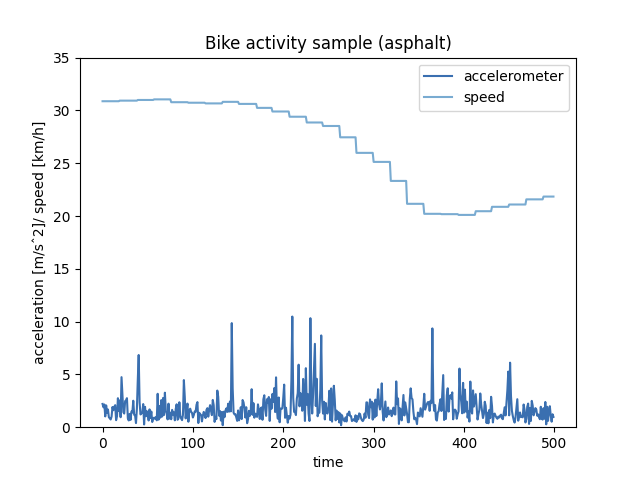 Bike activity sample (asphalt)
accelerometer
speed
acceleration [m/sˆ2]/ speed [km/h]
35
30
25
20
15
10
5
0
0 100 200 300 400 500
time